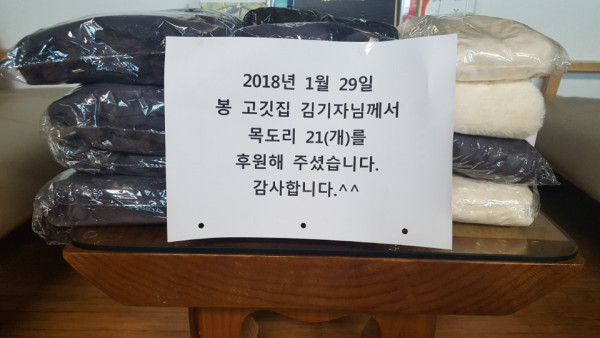 2018년 1월 29일
봉 고깃집 김기자님께서
목도리 21(개)를
후원해 주셨습니다.
감사합니다.^^